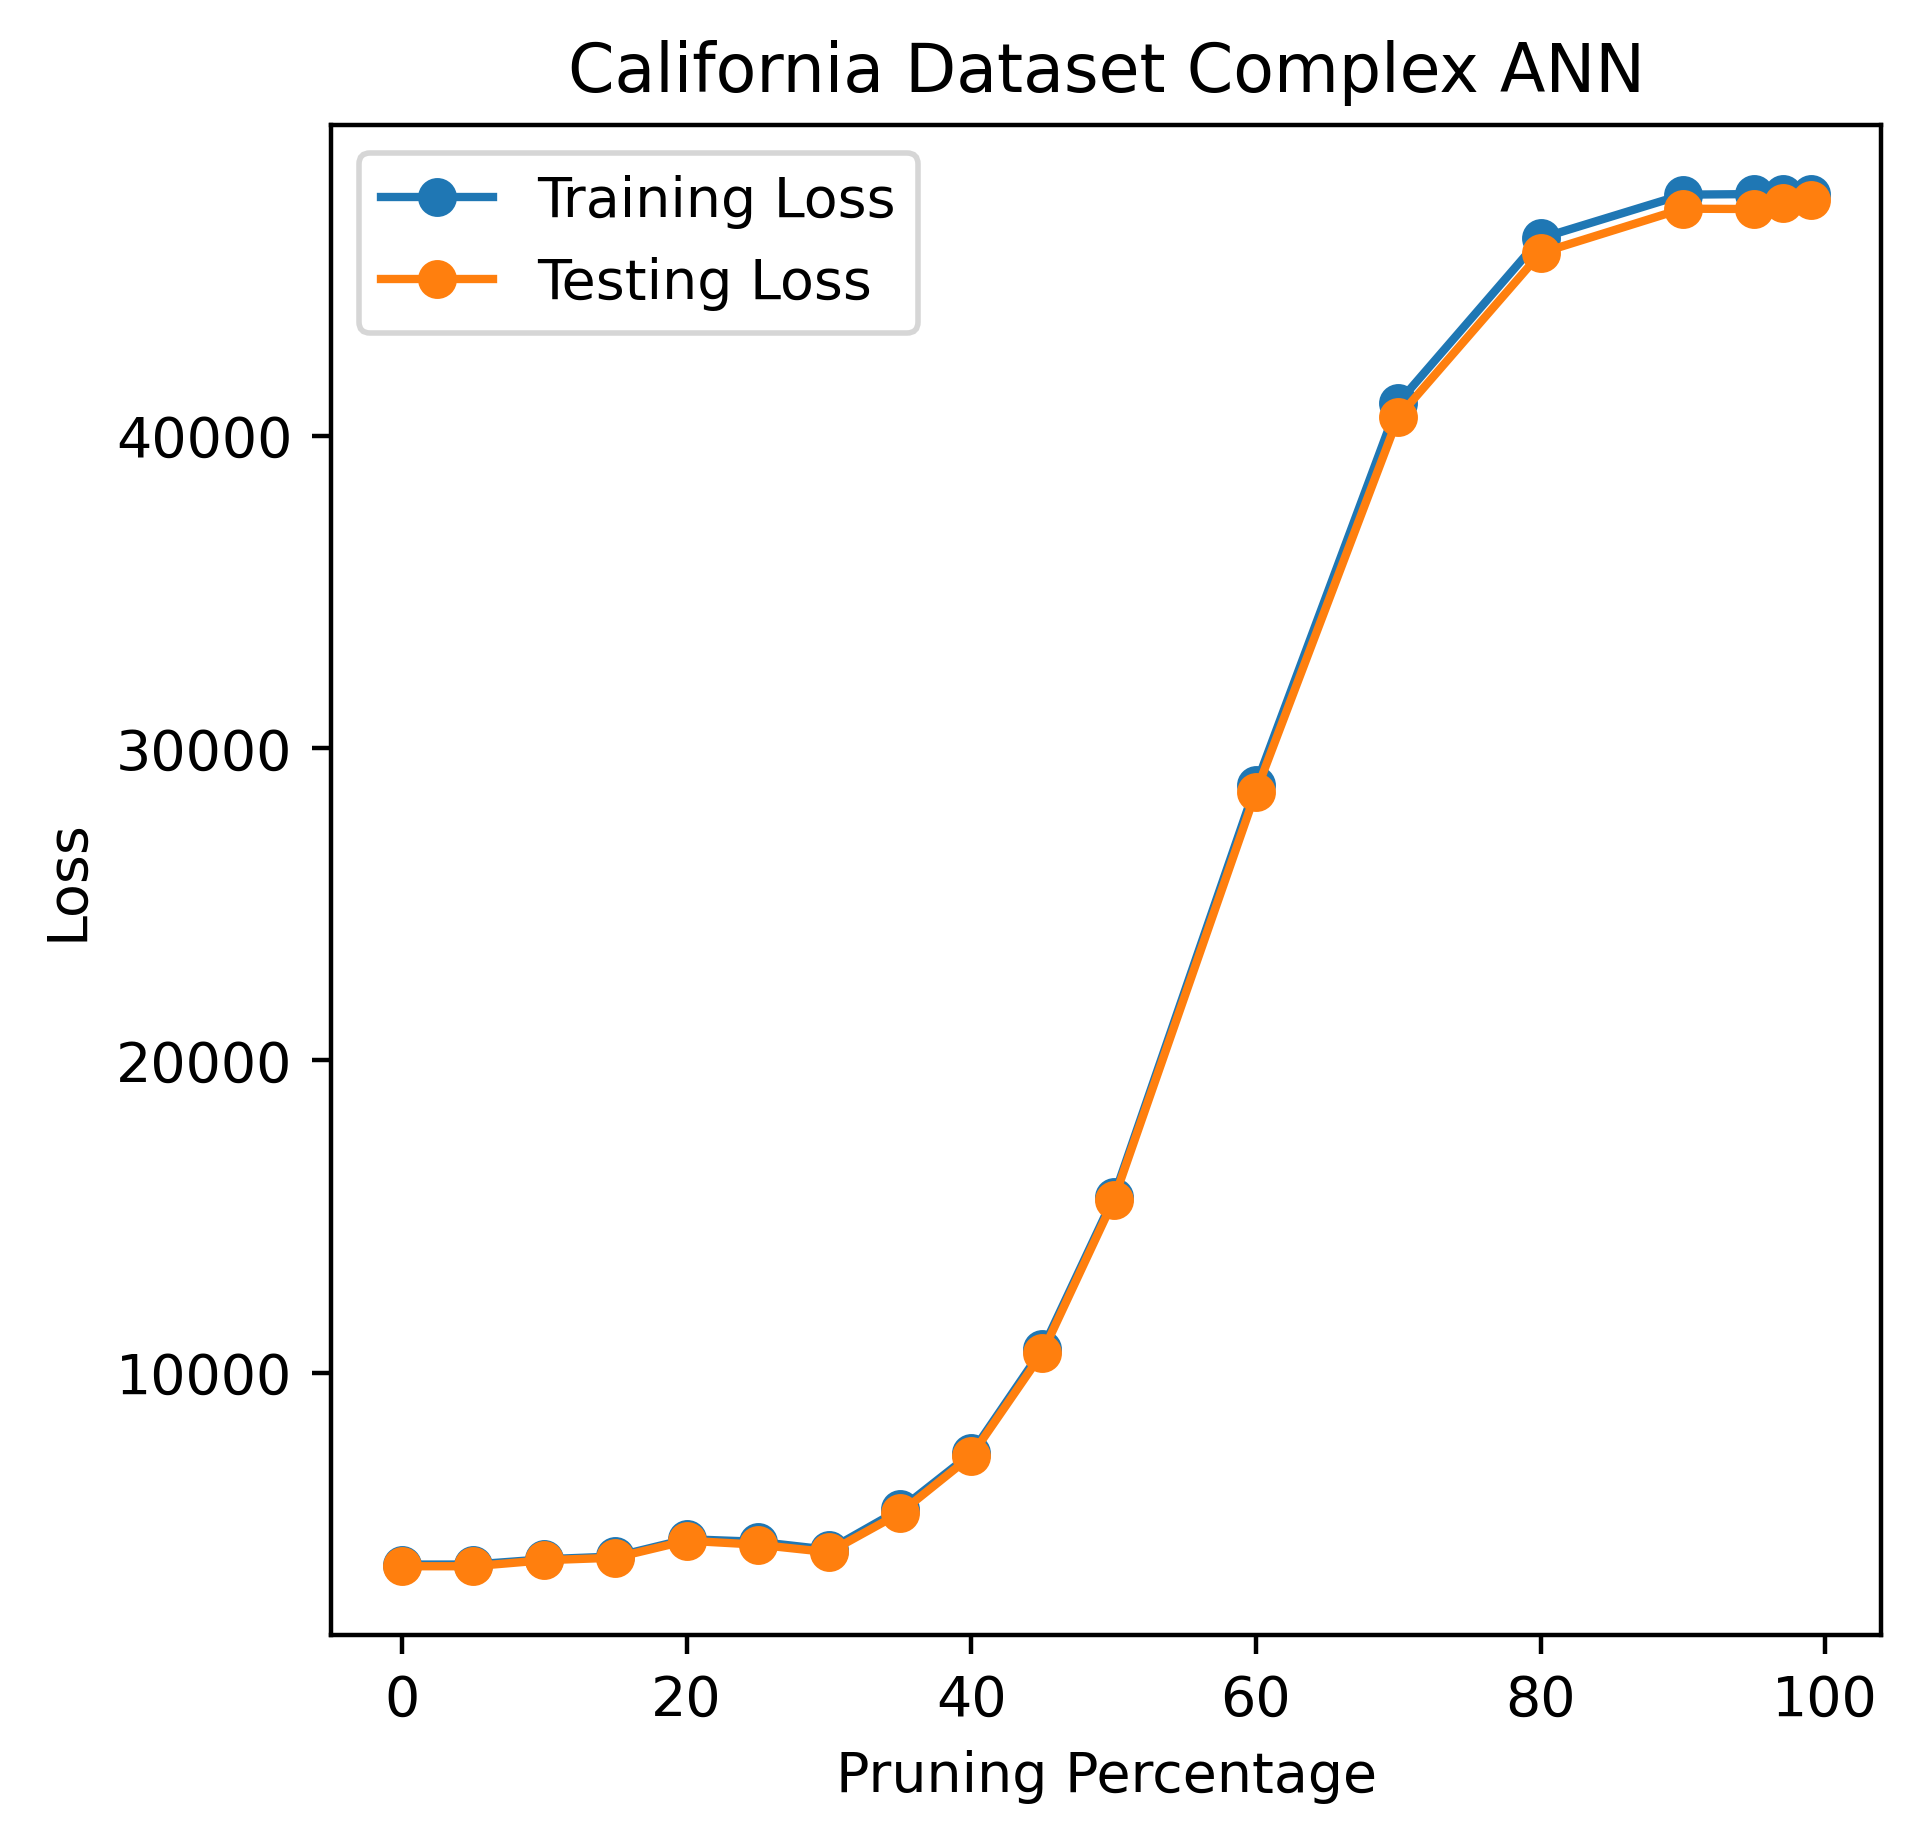 California Dataset Complex ANN
Training Loss
Testing Loss
40000
30000
20000
10000
Loss
0 20 40 60 80 100
Pruning Percentage